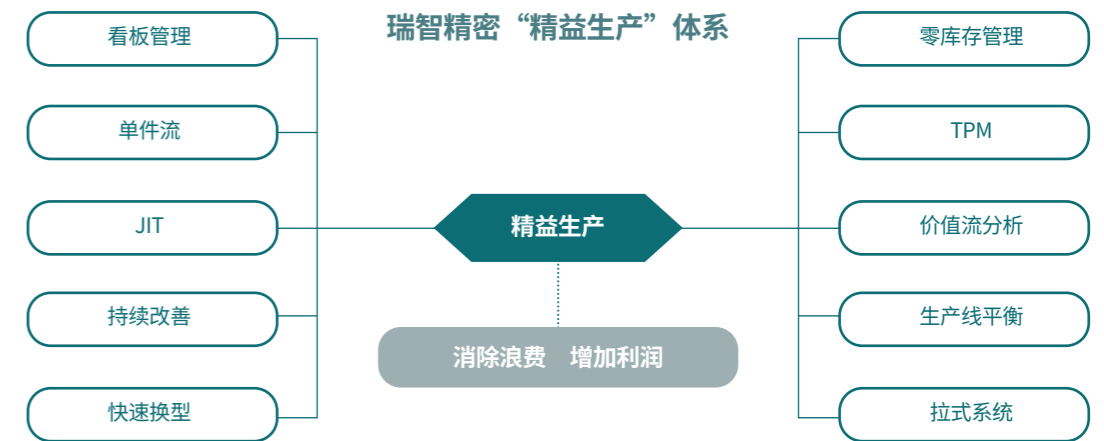 瑞智精密“精益生产”体系
看板管理
单件流
JIT
持续改善
快速换型
精益生产
消除浪费 增加利润
零库存管理
TPM
价值流分析
生产线平衡
拉式系统